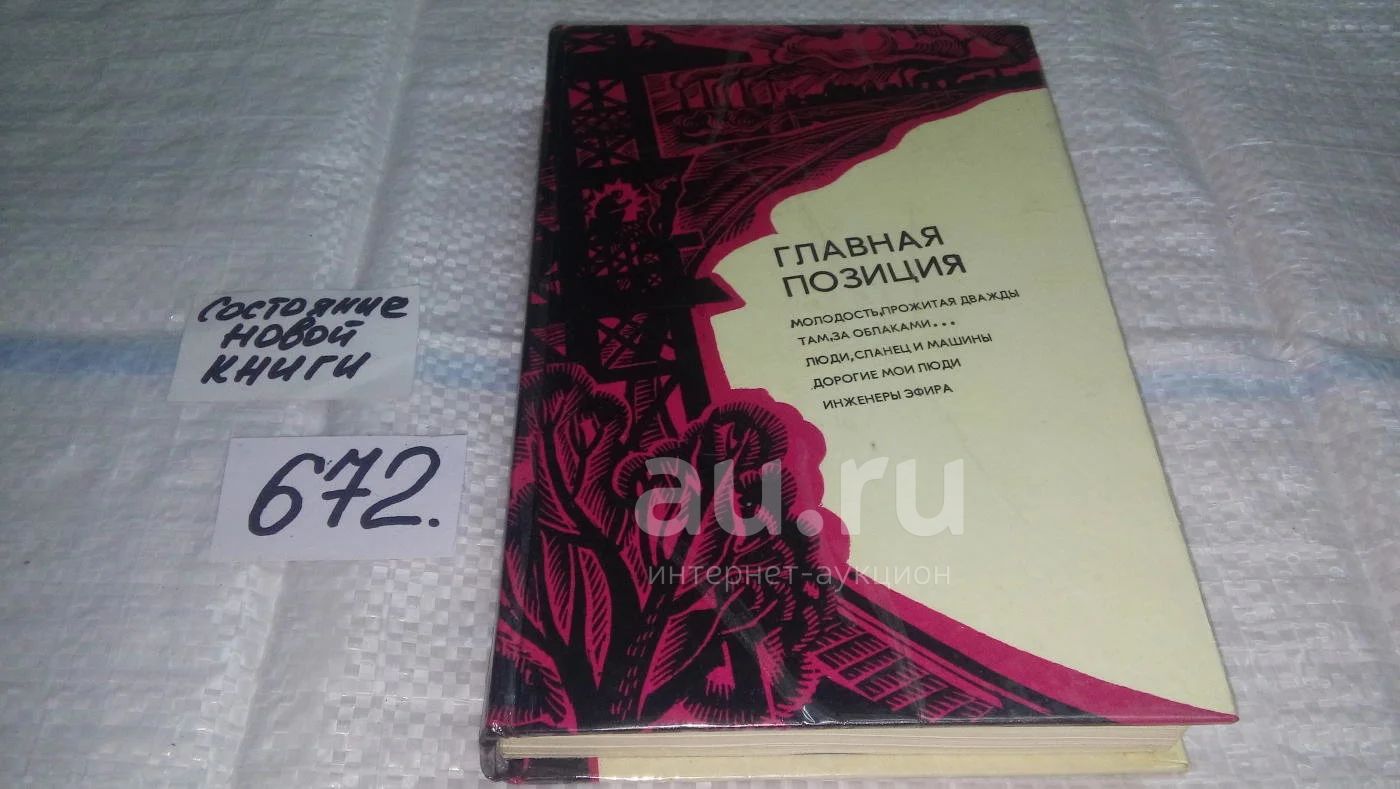 ГЛАВНАЯ
ПОЗИЦИЯ
МОЛОДОСТЬ, ПРОЖИТАЯ ДВАЖДЫ
ТАМ, ЗА ОБЛАКАМИ...
ЛЮДИ, СЛАНЕЦ И МАШИНЫ
ДОРОГИЕ МОИ ЛЮДИ
ИНЖЕНЕРЫ ЭФИРА
состояние
новой
книги
672.
au.ru
интернет-аукцион